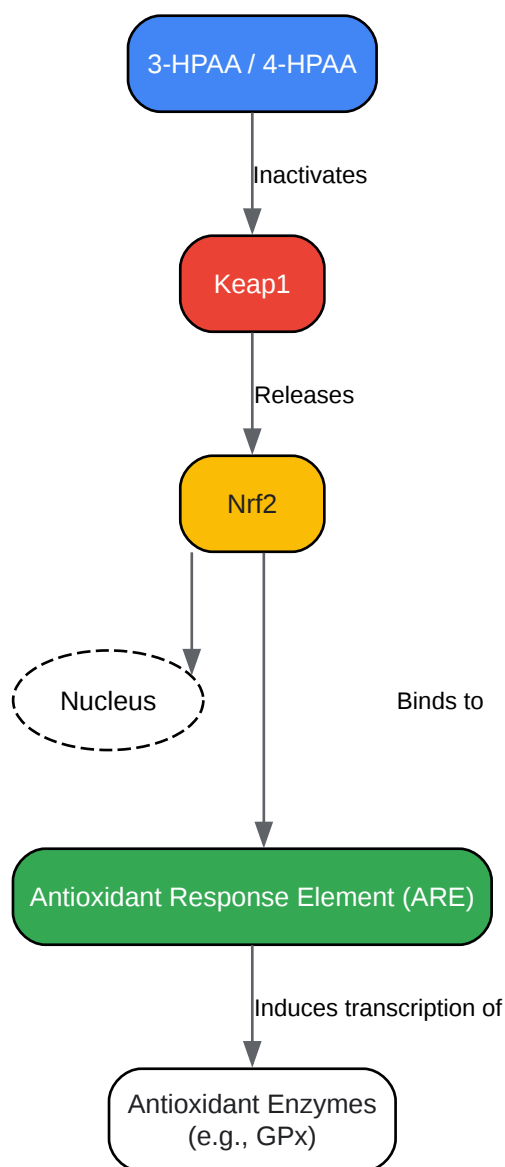 3-HPAA / 4-HPAA
Inactivates
Keap1
Releases
Nrf2
Nucleus
Binds to
Antioxidant Response Element (ARE)
Induces transcription of
Antioxidant Enzymes
(e.g., GPx)